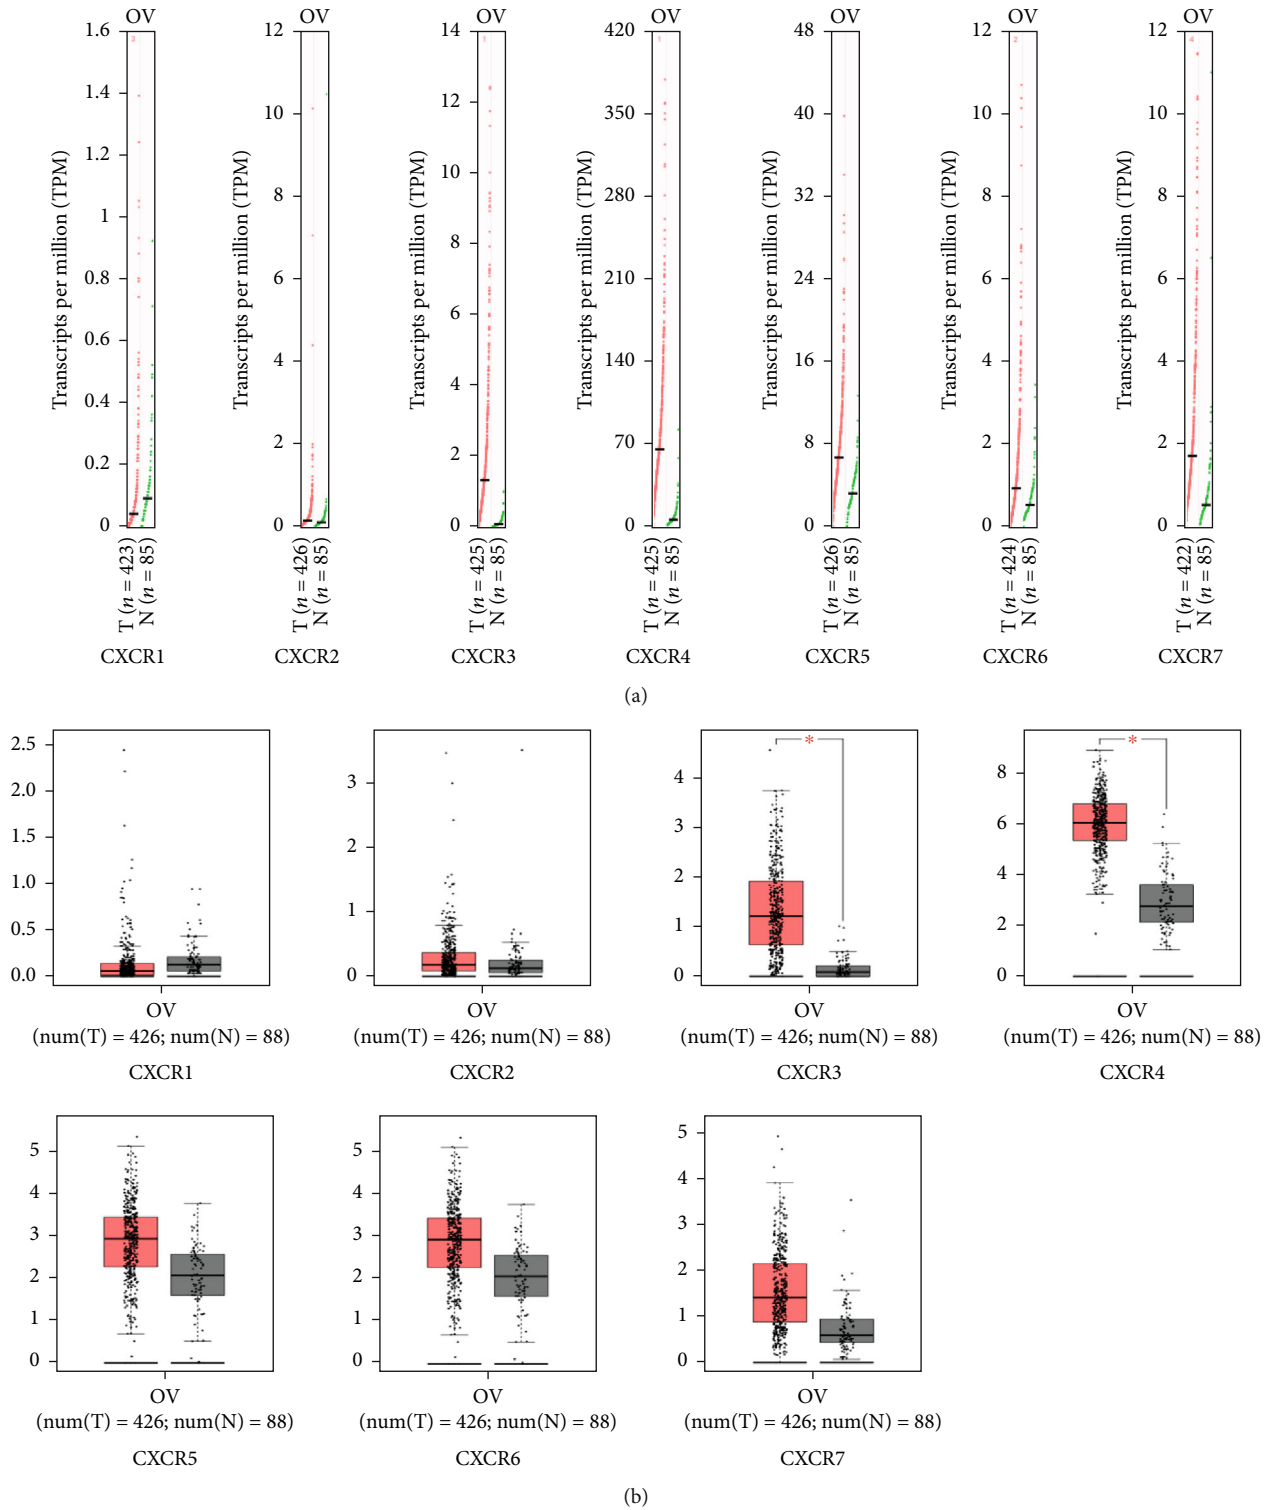 OV OV OV OV OV OV OV
Transcripts per million (TPM)
1.6
1.4
1.2
1
0.8
0.6
0.4
0.2
0
3
T (n = 423)
N (n = 85)
CXCR1
Transcripts per million (TPM)
12
10
8
6
4
2
0
T (n = 426)
N (n = 85)
CXCR2
Transcripts per million (TPM)
14
12
10
8
6
4
2
0
1
T (n = 425)
N (n = 85)
CXCR3
Transcripts per million (TPM)
420
350
280
210
140
70
0
1
T (n = 425)
N (n = 85)
CXCR4
Transcripts per million (TPM)
48
40
32
24
16
8
0
T (n = 426)
N (n = 85)
CXCR5
Transcripts per million (TPM)
12
10
8
6
4
2
0
2
T (n = 424)
N (n = 85)
CXCR6
Transcripts per million (TPM)
12
10
8
6
4
2
0
4
T (n = 422)
N (n = 85)
CXCR7
(a)
2.5
2.0
1.5
1.0
0.5
0.0
OV
(num(T) = 426; num(N) = 88)
CXCR1
3
2
1
0
OV
(num(T) = 426; num(N) = 88)
CXCR2
4
3
2
1
0
*
OV
(num(T) = 426; num(N) = 88)
CXCR3
8
6
4
2
0
*
OV
(num(T) = 426; num(N) = 88)
CXCR4
5
4
3
2
1
0
OV
(num(T) = 426; num(N) = 88)
CXCR5
5
4
3
2
1
0
OV
(num(T) = 426; num(N) = 88)
CXCR6
5
4
3
2
1
0
OV
(num(T) = 426; num(N) = 88)
CXCR7
(b)